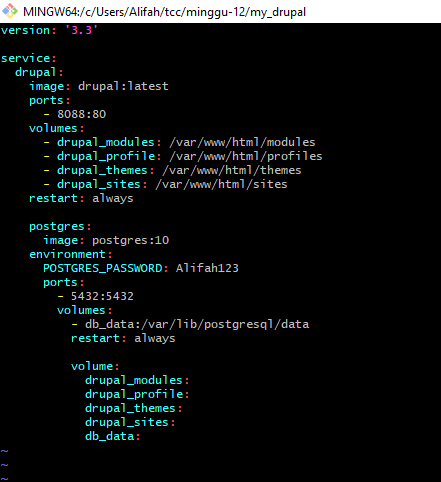 MINGW64:/c/Users/Alifah/tcc/minggu-12/my_drupal
version: '3.3'

service:
  drupal:
    image: drupal:latest
    ports:
      - 8088:80
    volumes:
      - drupal_modules: /var/www/html/modules
      - drupal_profile: /var/www/html/profiles
      - drupal_themes: /var/www/html/themes
      - drupal_sites: /var/www/html/sites
    restart: always

    postgres:
      image: postgres:10
    environment:
      POSTGRES_PASSWORD: Alifah123
      ports:
        - 5432:5432
        volumes:
          - db_data:/var/lib/postgresql/data
          restart: always

          volume:
            drupal_modules:
            drupal_profile:
            drupal_themes:
            drupal_sites:
            db_data:
~
~
~